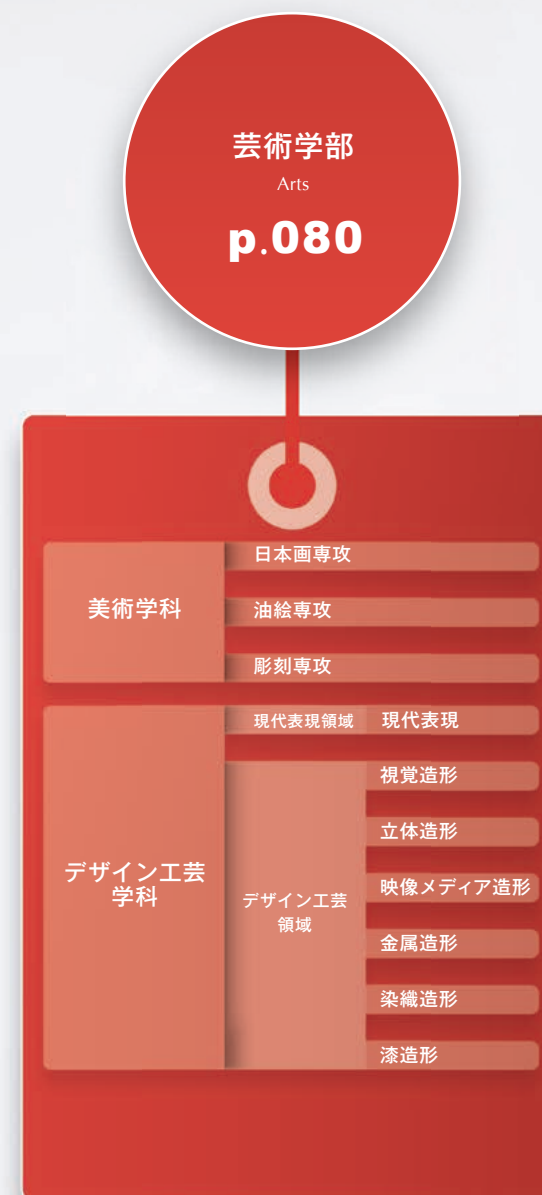 芸術学部
Arts
p.080
美術学科
日本画専攻
油絵専攻
彫刻専攻
デザイン工芸
学科
現代表現領域
現代表現
デザイン工芸
領域
視覚造形
立体造形
映像メディア造形
金属造形
染織造形
漆造形